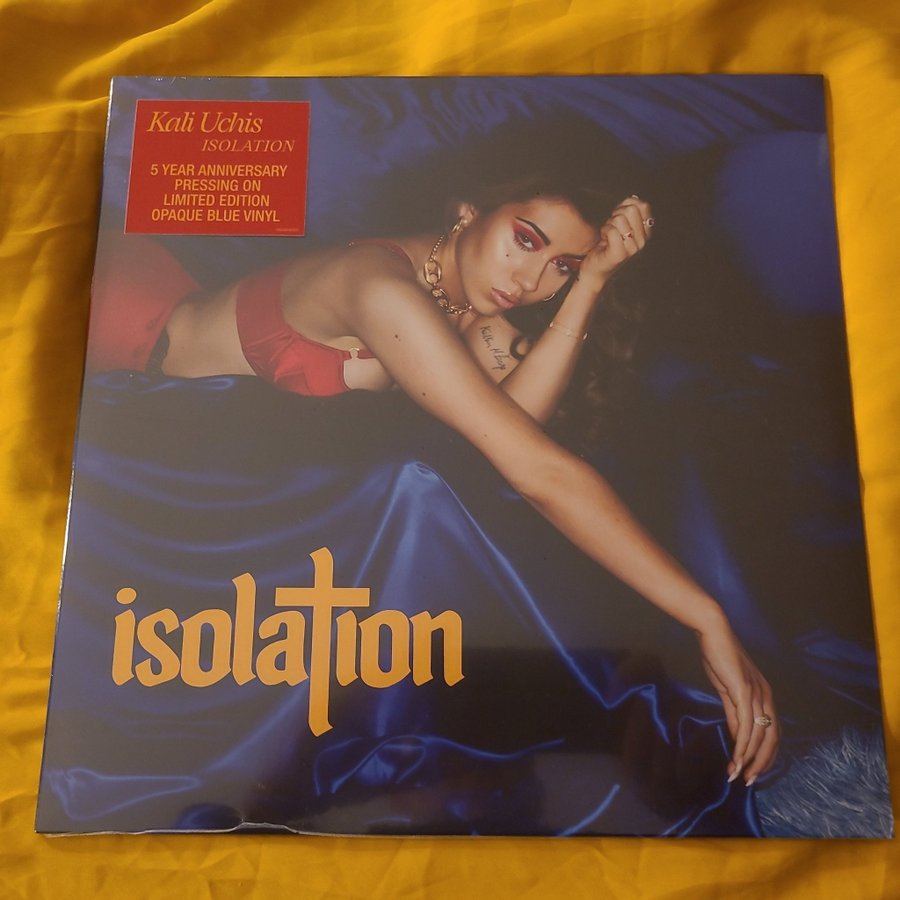 Kali Uchis
ISOLATION
5 YEAR ANNIVERSARY
PRESSING ON
LIMITED EDITION
OPAQUE BLUE VINYL
isolation